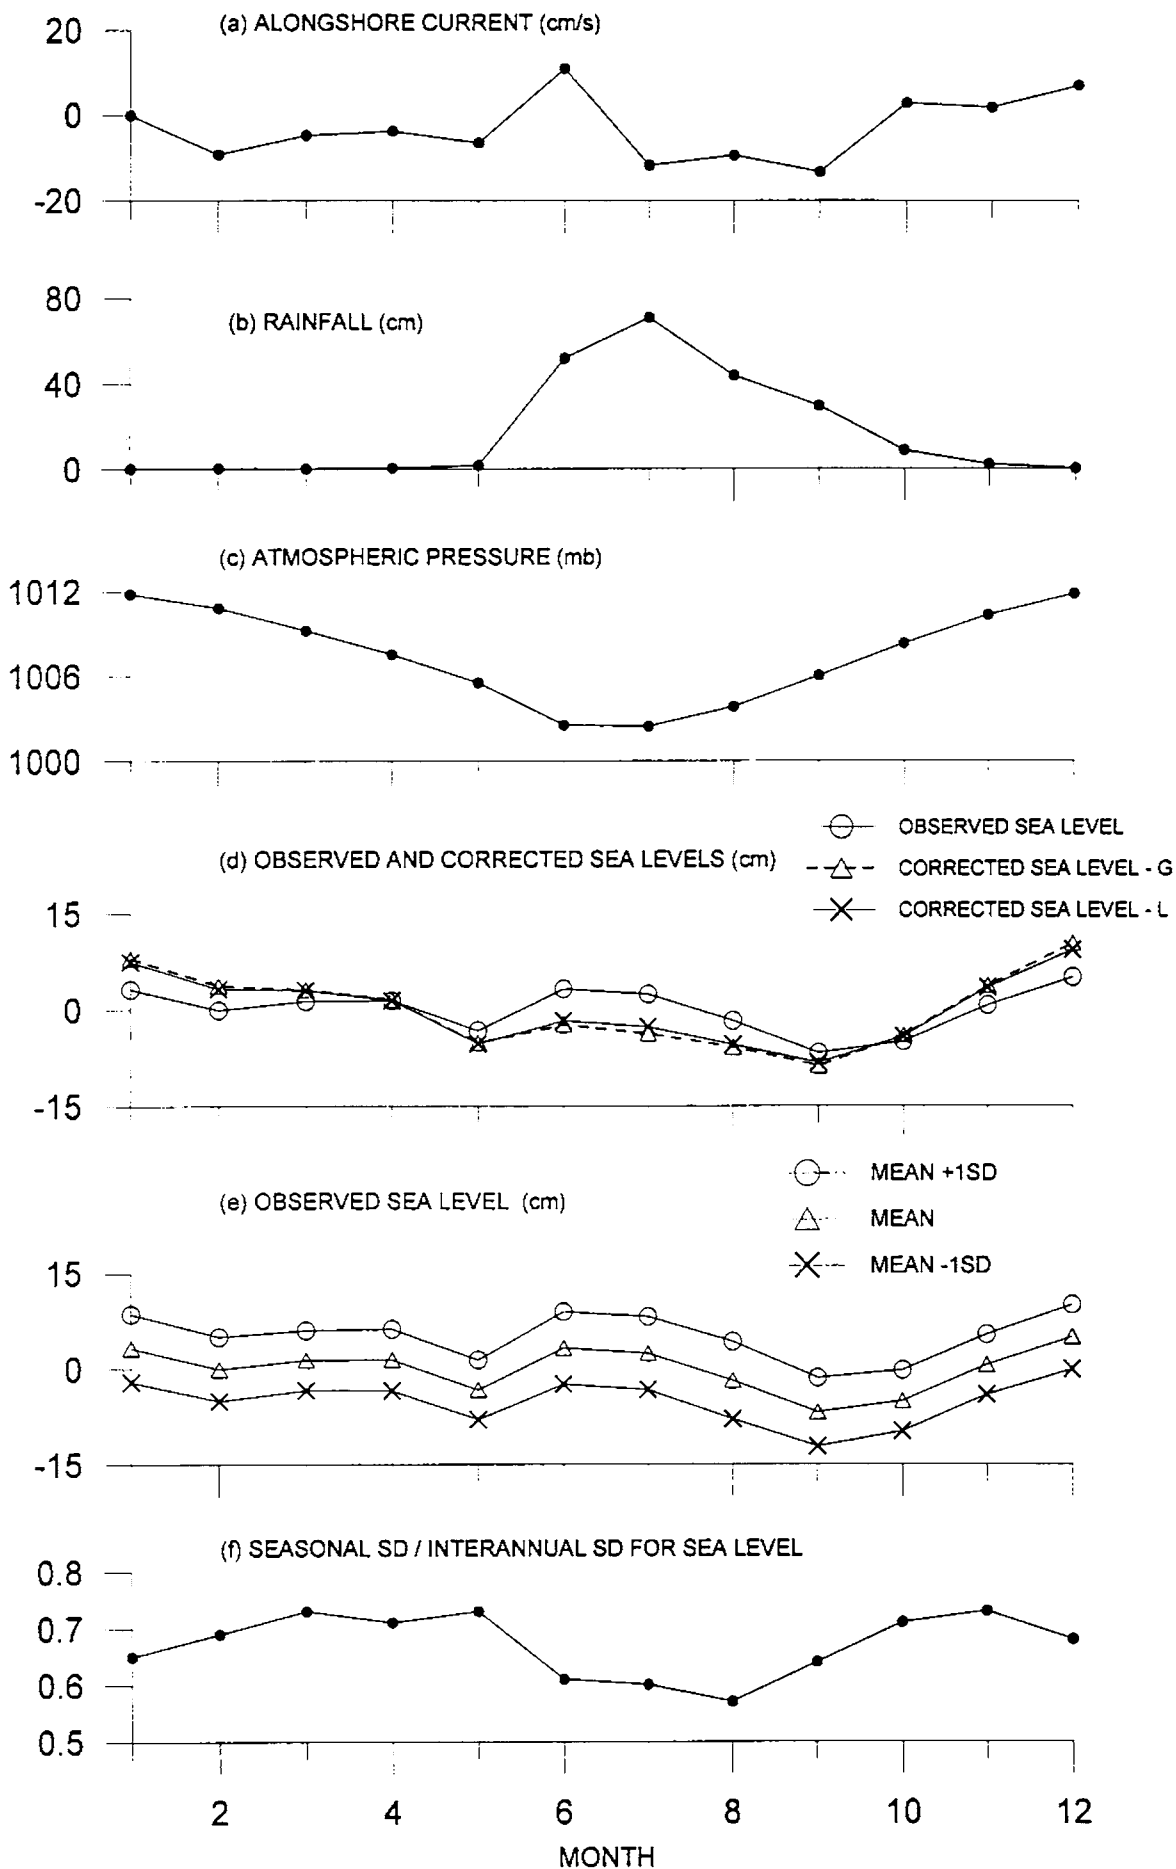 (a) ALONGSHORE CURRENT (cm/s)
20
0
-20
(b) RAINFALL (cm)
80
40
0
(c) ATMOSPHERIC PRESSURE (mb)
1012
1006
1000
(d) OBSERVED AND CORRECTED SEA LEVELS (cm)
OBSERVED SEA LEVEL
CORRECTED SEA LEVEL - G
CORRECTED SEA LEVEL - L
15
0
-15
(e) OBSERVED SEA LEVEL (cm)
MEAN +1SD
MEAN
MEAN -1SD
15
0
-15
(f) SEASONAL SD / INTERANNUAL SD FOR SEA LEVEL
0.8
0.7
0.6
0.5
2 4 6 8 10 12
MONTH